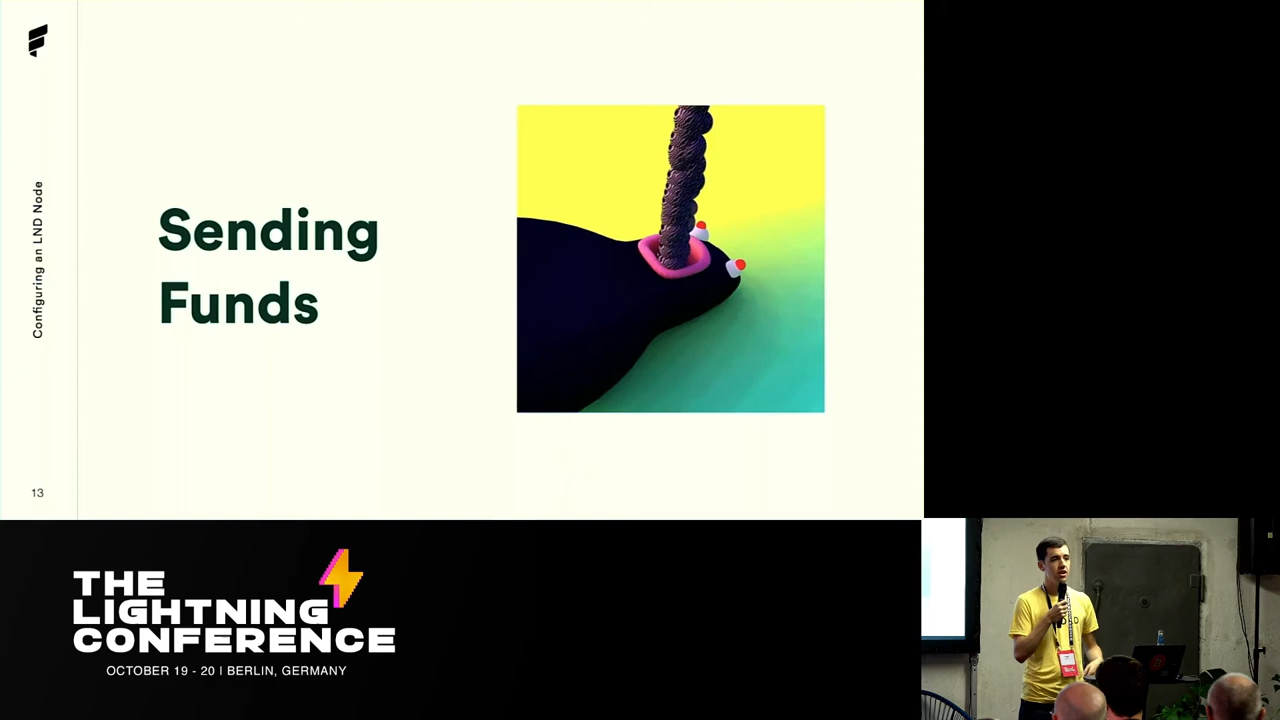 Configuring an LND Node
Sending
Funds
13
THE
LIGHTNING
CONFERENCE
OCTOBER 19 - 20 | BERLIN, GERMANY